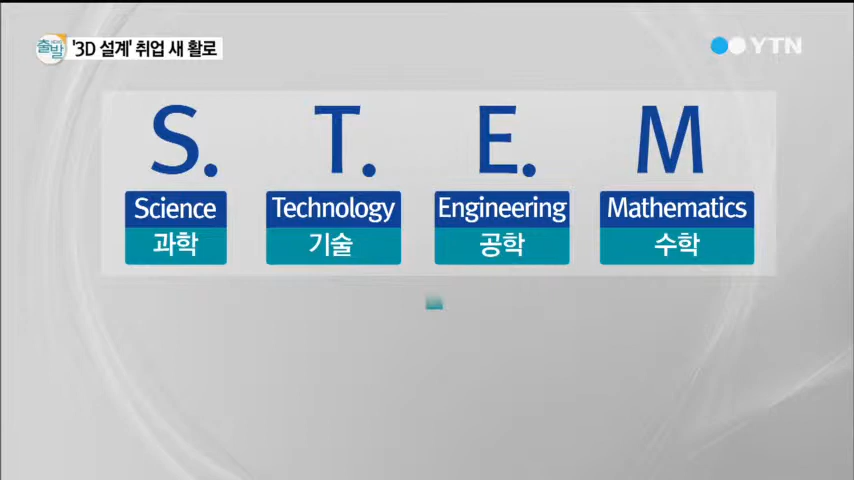 출발 '3D 설계' 취업 새 활로
YTN
S. T. E. M
Science Technology Engineering Mathematics
과학 기술 공학 수학